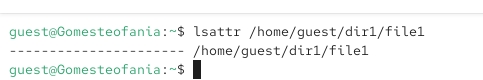 guest@Gomesteofania:~$ lsattr /home/guest/dir1/file1
---------------------- /home/guest/dir1/file1
guest@Gomesteofania:~$